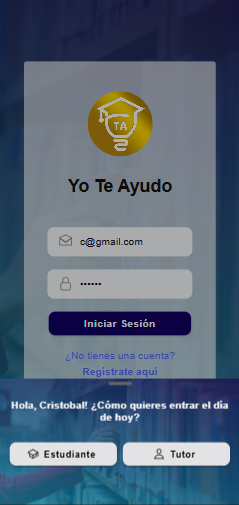 TA
Yo Te Ayudo
c@gmail.com
••••••
Iniciar Sesión
¿No tienes una cuenta?
Regístrate aquí
Hola, Cristobal! ¿Cómo quieres entrar el día
de hoy?
Estudiante
Tutor